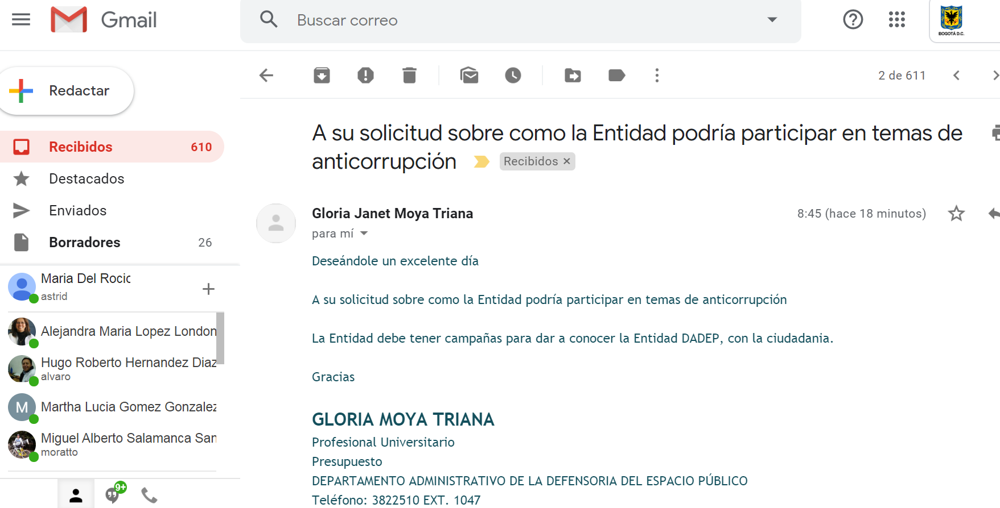 Gmail
Buscar correo
BOGOTÁ D.C.
Redactar
2 de 611
Recibidos 610
Destacados
Enviados
Borradores 26
Maria Del Rocic
astrid
Alejandra Maria Lopez London
Hugo Roberto Hernandez Diaz
alvaro
M
Martha Lucia Gomez Gonzalez
Miguel Alberto Salamanca San
moratto
9+
A su solicitud sobre como la Entidad podría participar en temas de
anticorrupción Recibidos ×
Gloria Janet Moya Triana 8:45 (hace 18 minutos)
para mí
Deseándole un excelente día
A su solicitud sobre como la Entidad podría participar en temas de anticorrupción
La Entidad debe tener campañas para dar a conocer la Entidad DADEP, con la ciudadania.
Gracias
GLORIA MOYA TRIANA
Profesional Universitario
Presupuesto
DEPARTAMENTO ADMINISTRATIVO DE LA DEFENSORIA DEL ESPACIO PÚBLICO
Teléfono: 3822510 EXT. 1047